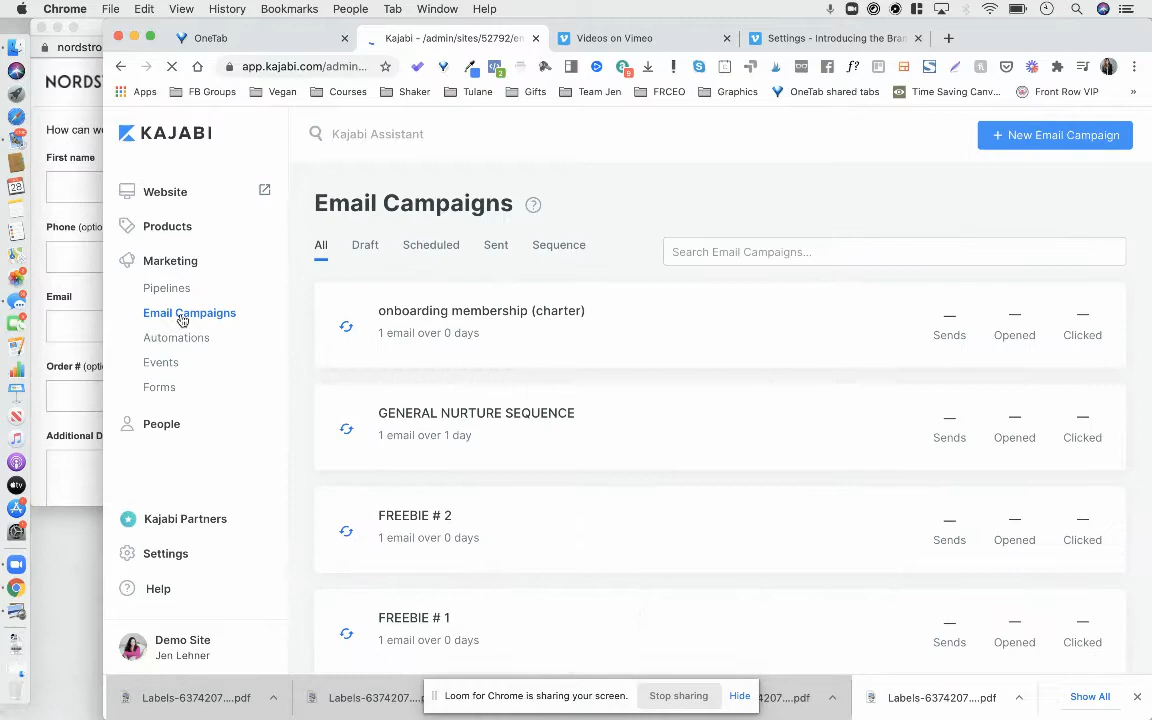 Chrome File Edit View History Bookmarks People Tab Window Help
OneTab
Kajabi - /admin/sites/52792/en
Videos on Vimeo
Settings - Introducing the Bran
nordstro
app.kajabi.com/admin...
Apps FB Groups Vegan Courses Shaker Tulane Gifts Team Jen FRCEO Graphics OneTab shared tabs Time Saving Canv... Front Row VIP »
NORDS
How can we
First name
Phone (optio
Email
Order # (optio
Additional D
KAJABI
Website
Products
Marketing
Pipelines
Email Campaigns
Automations
Events
Forms
People
Kajabi Partners
Settings
Help
Demo Site
Jen Lehner
Kajabi Assistant
+ New Email Campaign
Email Campaigns ?
All Draft Scheduled Sent Sequence
Search Email Campaigns...
onboarding membership (charter)
1 email over 0 days
— — —
Sends Opened Clicked
GENERAL NURTURE SEQUENCE
1 email over 1 day
— — —
Sends Opened Clicked
FREEBIE # 2
1 email over 0 days
— — —
Sends Opened Clicked
FREEBIE # 1
1 email over 0 days
— — —
Sends Opened Clicked
Labels-6374207....pdf
Labels-6374207
Loom for Chrome is sharing your screen.
Stop sharing
Hide
....pdf
Labels-6374207....pdf
Show All